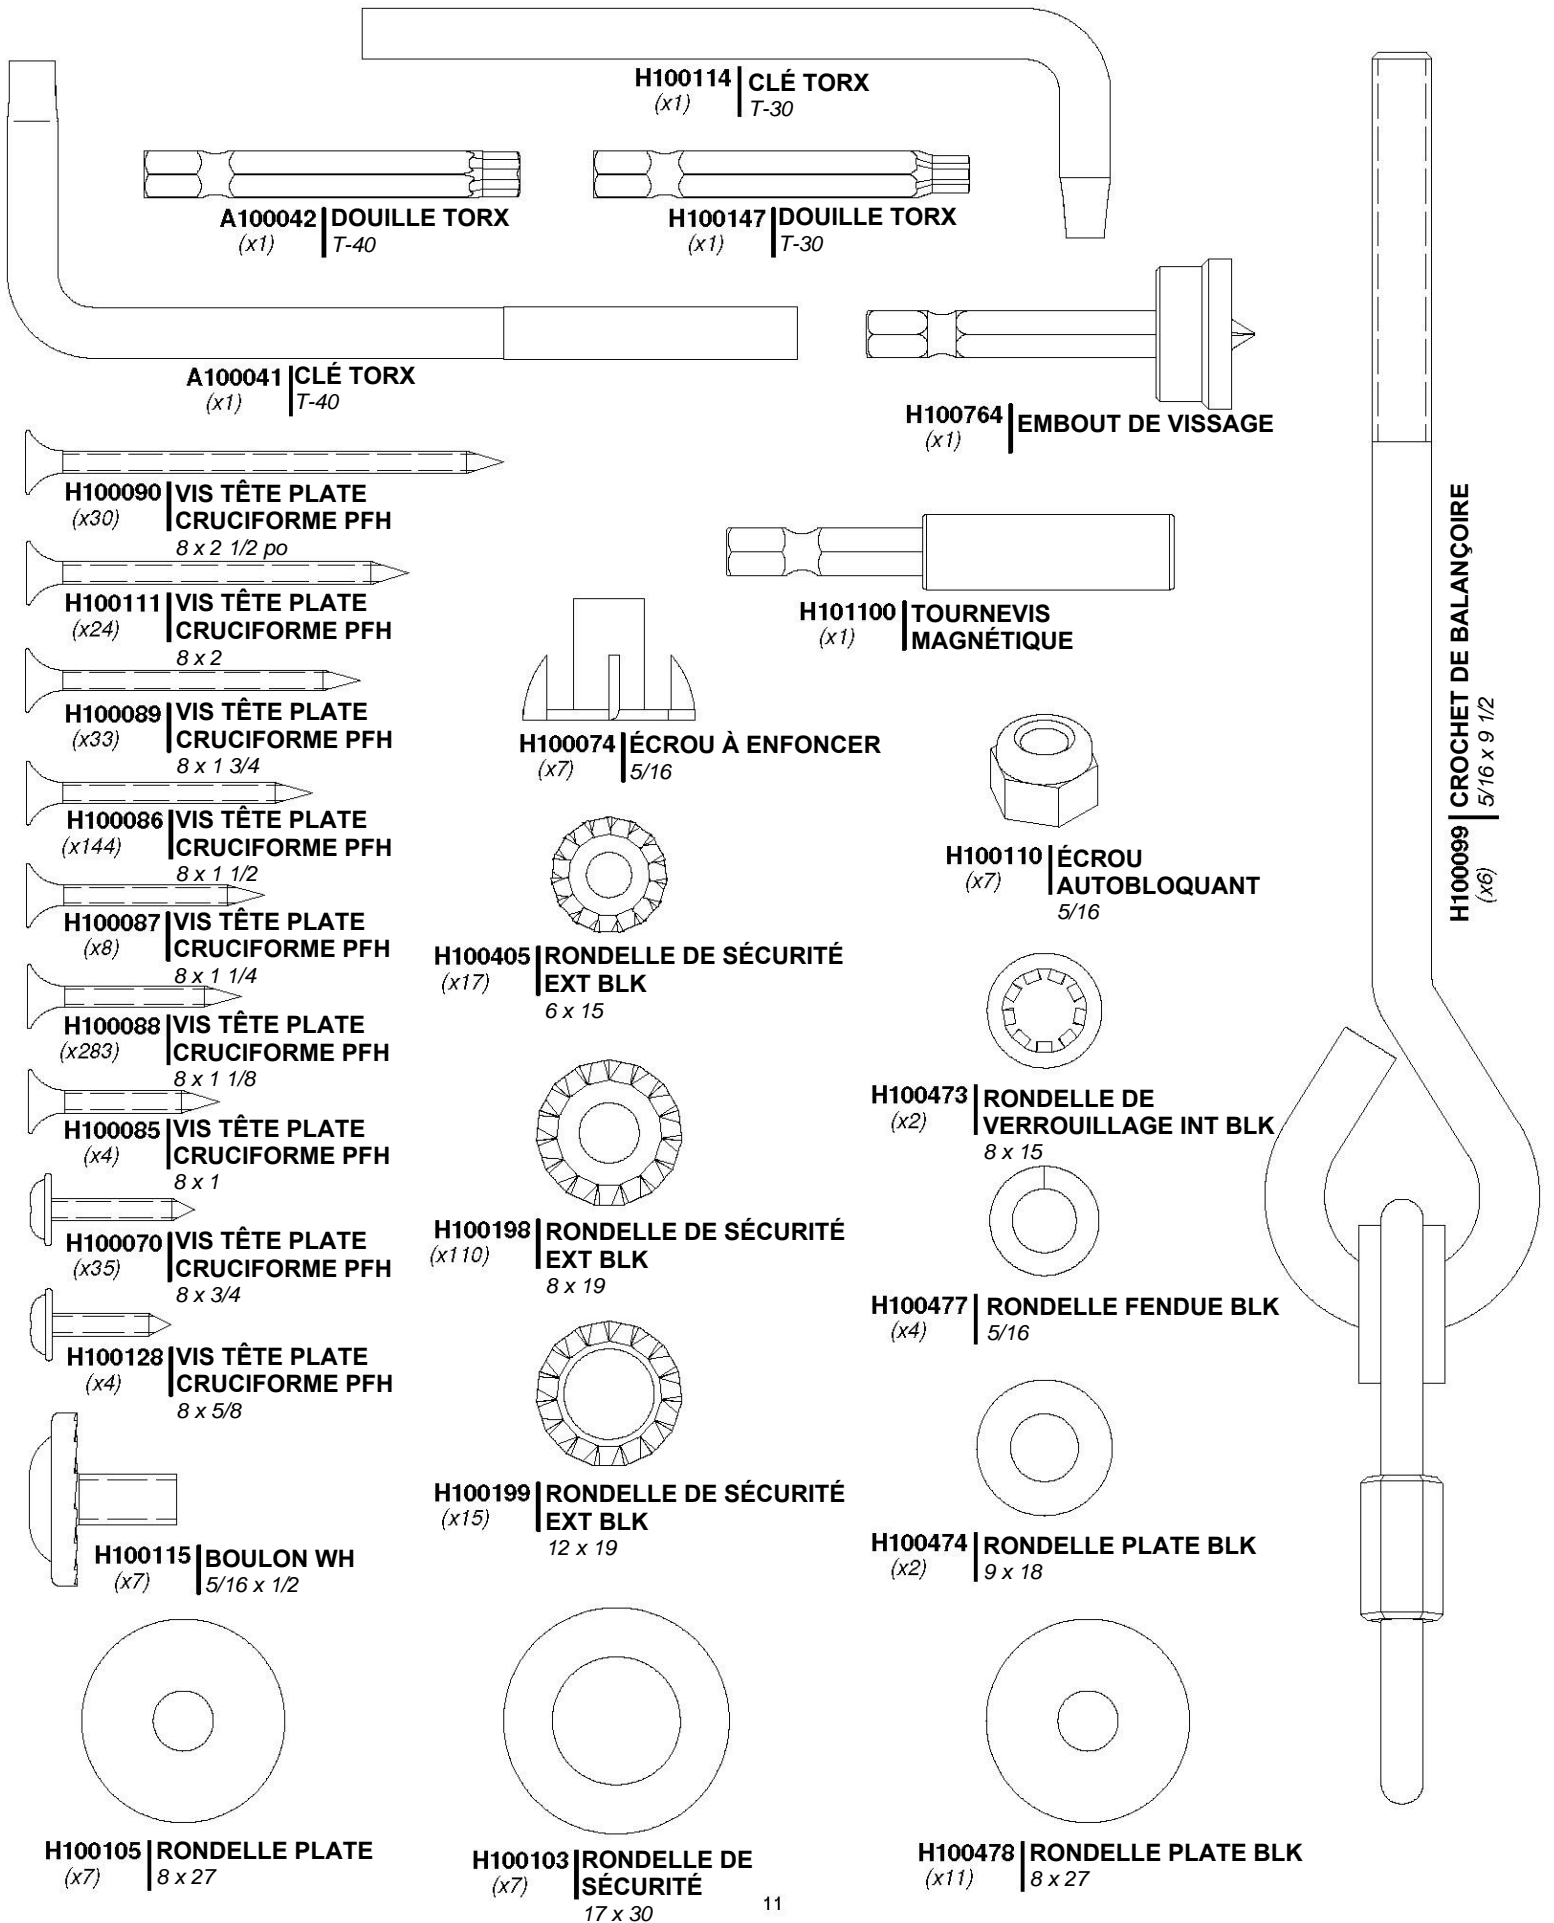 H100114 CLÉ TORX
(x1) T-30
A100042 DOUILLE TORX
(x1) T-40
H100147 DOUILLE TORX
(x1) T-30
A100041 CLÉ TORX
(x1) T-40
H100764 EMBOUT DE VISSAGE
(x1)
H100090 VIS TÊTE PLATE
(x30) CRUCIFORME PFH
8 x 2 1/2 po
H100111 VIS TÊTE PLATE
(x24) CRUCIFORME PFH
8 x 2
H100089 VIS TÊTE PLATE
(x33) CRUCIFORME PFH
8 x 1 3/4
H100086 VIS TÊTE PLATE
(x144) CRUCIFORME PFH
8 x 1 1/2
H100087 VIS TÊTE PLATE
(x8) CRUCIFORME PFH
8 x 1 1/4
H100088 VIS TÊTE PLATE
(x283) CRUCIFORME PFH
8 x 1 1/8
H100085 VIS TÊTE PLATE
(x4) CRUCIFORME PFH
8 x 1
H100070 VIS TÊTE PLATE
(x35) CRUCIFORME PFH
8 x 3/4
H100128 VIS TÊTE PLATE
(x4) CRUCIFORME PFH
8 x 5/8
H100115 BOULON WH
(x7) 5/16 x 1/2
H101100 TOURNEVIS
(x1) MAGNÉTIQUE
H100074 ÉCROU À ENFONCER
(x7) 5/16
H100405 RONDELLE DE SÉCURITÉ
(x17) EXT BLK
6 x 15
H100198 RONDELLE DE SÉCURITÉ
(x110) EXT BLK
8 x 19
H100199 RONDELLE DE SÉCURITÉ
(x15) EXT BLK
12 x 19
H100110 ÉCROU
(x7) AUTOBLOQUANT
5/16
H100473 RONDELLE DE
(x2) VERROUILLAGE INT BLK
8 x 15
H100477 RONDELLE FENDUE BLK
(x4) 5/16
H100474 RONDELLE PLATE BLK
(x2) 9 x 18
H100099 CROCHET DE BALANÇOIRE
(x6) 5/16 x 9 1/2
H100105 RONDELLE PLATE
(x7) 8 x 27
H100103 RONDELLE DE
(x7) SÉCURITÉ
17 x 30
H100478 RONDELLE PLATE BLK
(x11) 8 x 27
11